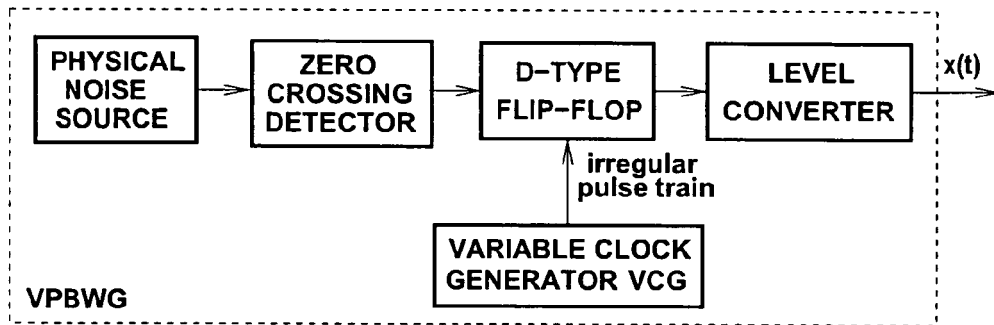 PHYSICAL
NOISE
SOURCE
ZERO
CROSSING
DETECTOR
D-TYPE
FLIP-FLOP
LEVEL
CONVERTER
x(t)
irregular
pulse train
VARIABLE CLOCK
GENERATOR VCG
VPBWG